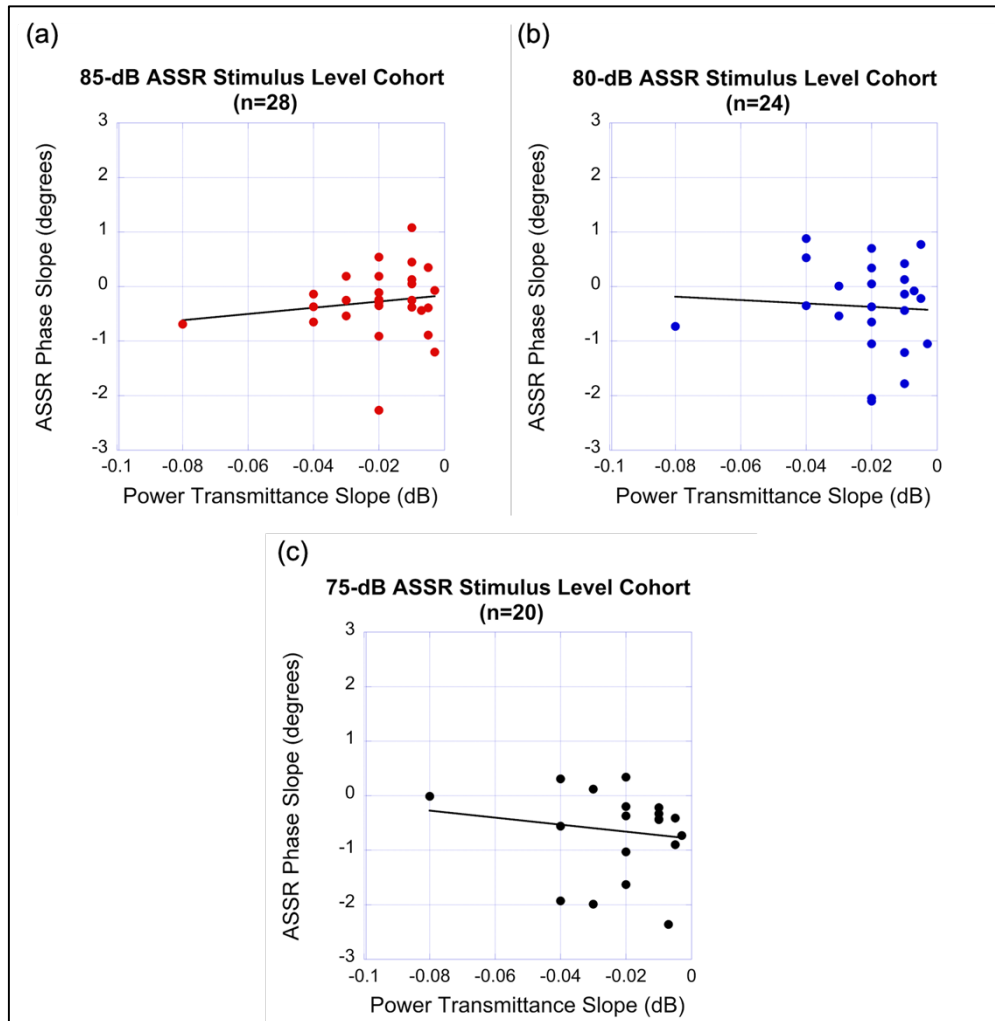 (a)
85-dB ASSR Stimulus Level Cohort
(n=28)
ASSR Phase Slope (degrees)
3
2
1
0
-1
-2
-3
-0.1 -0.08 -0.06 -0.04 -0.02 0
Power Transmittance Slope (dB)
(b)
80-dB ASSR Stimulus Level Cohort
(n=24)
ASSR Phase Slope (degrees)
3
2
1
0
-1
-2
-3
-0.1 -0.08 -0.06 -0.04 -0.02 0
Power Transmittance Slope (dB)
(c)
75-dB ASSR Stimulus Level Cohort
(n=20)
ASSR Phase Slope (degrees)
3
2
1
0
-1
-2
-3
-0.1 -0.08 -0.06 -0.04 -0.02 0
Power Transmittance Slope (dB)